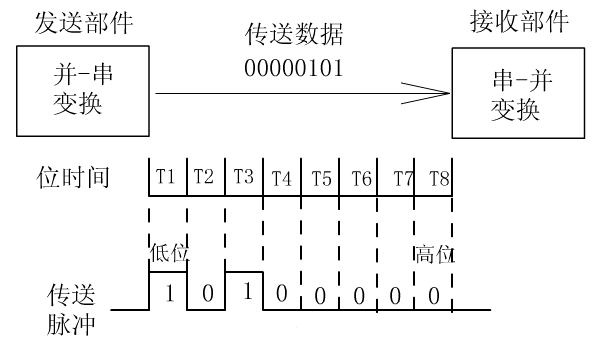 发送部件
接收部件
传送数据
00000101
并-串
变换
串-并
变换
位时间
T1 T2 T3 T4 T5 T6 T7 T8
低位
高位
传送
脉冲
1 0 1 0 0 0 0 0